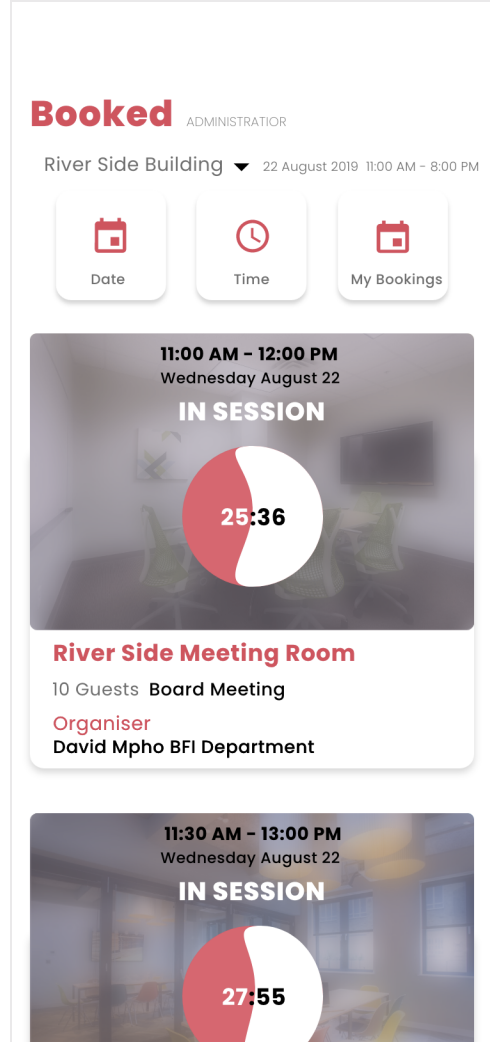 Booked ADMINISTRATIOR
River Side Building 22 August 2019 11:00 AM - 8:00 PM
Date Time My Bookings
11:00 AM - 12:00 PM
Wednesday August 22
IN SESSION
25:36
River Side Meeting Room
10 Guests Board Meeting
Organiser
David Mpho BFI Department
11:30 AM - 13:00 PM
Wednesday August 22
IN SESSION
27:55